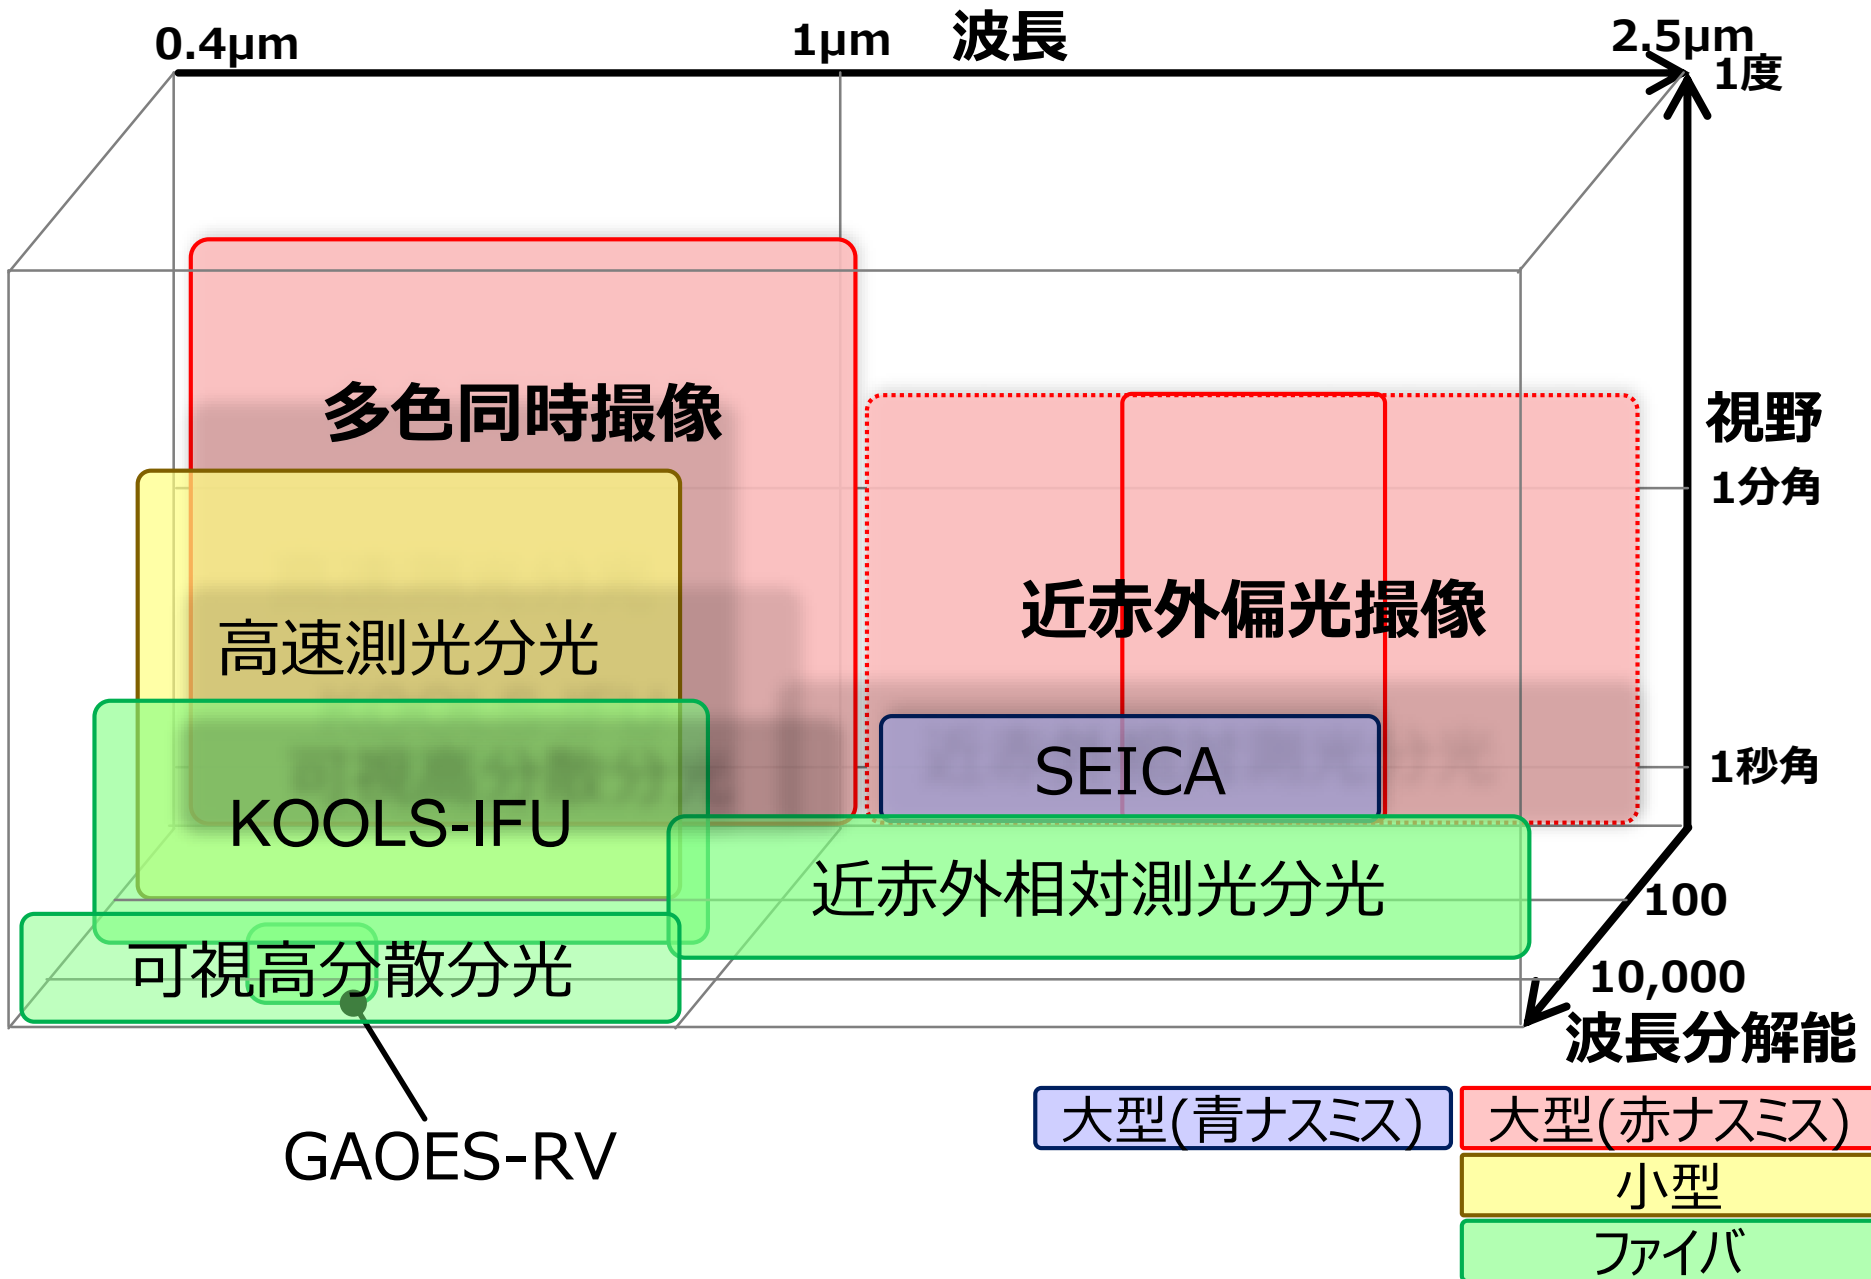 0.4μm
1μm
波長
2.5μm
1度
多色同時撮像
視野
1分角
近赤外偏光撮像
高速測光分光
SEICA
1秒角
KOOLS-IFU
近赤外相対測光分光
100
可視高分散分光
10,000
波長分解能
GAOES-RV
大型(青ナスミス)
大型(赤ナスミス)
小型
ファイバ